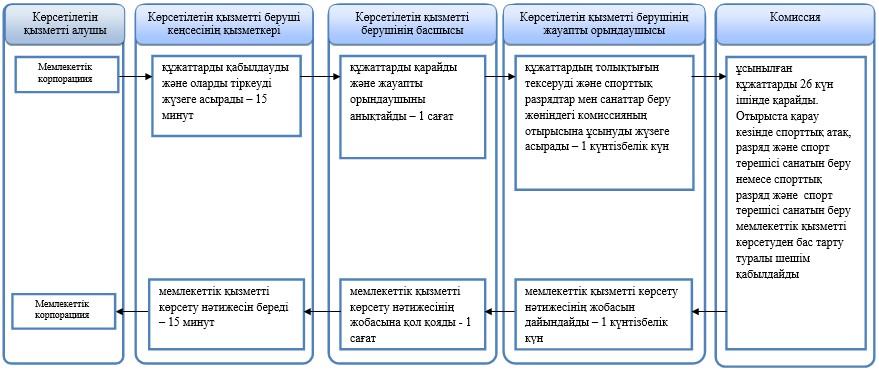 Көрсетілетін
қызметті алушы
Көрсетілетін қызметті беруші
кеңсесінің қызметкері
Көрсетілетін қызметті
берушінің басшысы
Көрсетілетін қызметті берушінің
жауапты орындаушысы
Комиссия
Мемлекеттік
корпорациия
құжаттарды қабылдауды
және оларды тіркеуді
жүзеге асырады – 15
минут
құжаттарды қарайды
және жауапты
орындаушыны
анықтайды – 1 сағат
құжаттардың толықтығын
тексеруді және спорттық
разрядтар мен санаттар беру
жөніндегі комиссияның
отырысына ұсынуды жүзеге
асырады – 1 күнтізбелік күн
ұсынылған
құжаттарды 26 күн
ішінде қарайды.
Отырыста қарау
кезінде спорттық атақ,
разряд және спорт
төрешісі санатын беру
немесе спорттық
разряд және спорт
төрешісі санатын беру
мемлекеттік қызметті
көрсетуден бас тарту
туралы шешім
қабылдайды
Мемлекеттік
корпорациия
мемлекеттік қызметті
көрсету нәтижесін береді
– 15 минут
мемлекеттік қызметті
көрсету нәтижесінің
жобасына қол қояды - 1
сағат
мемлекеттік қызметті көрсету
нәтижесінің жобасын
дайындайды – 1 күнтізбелік
күн